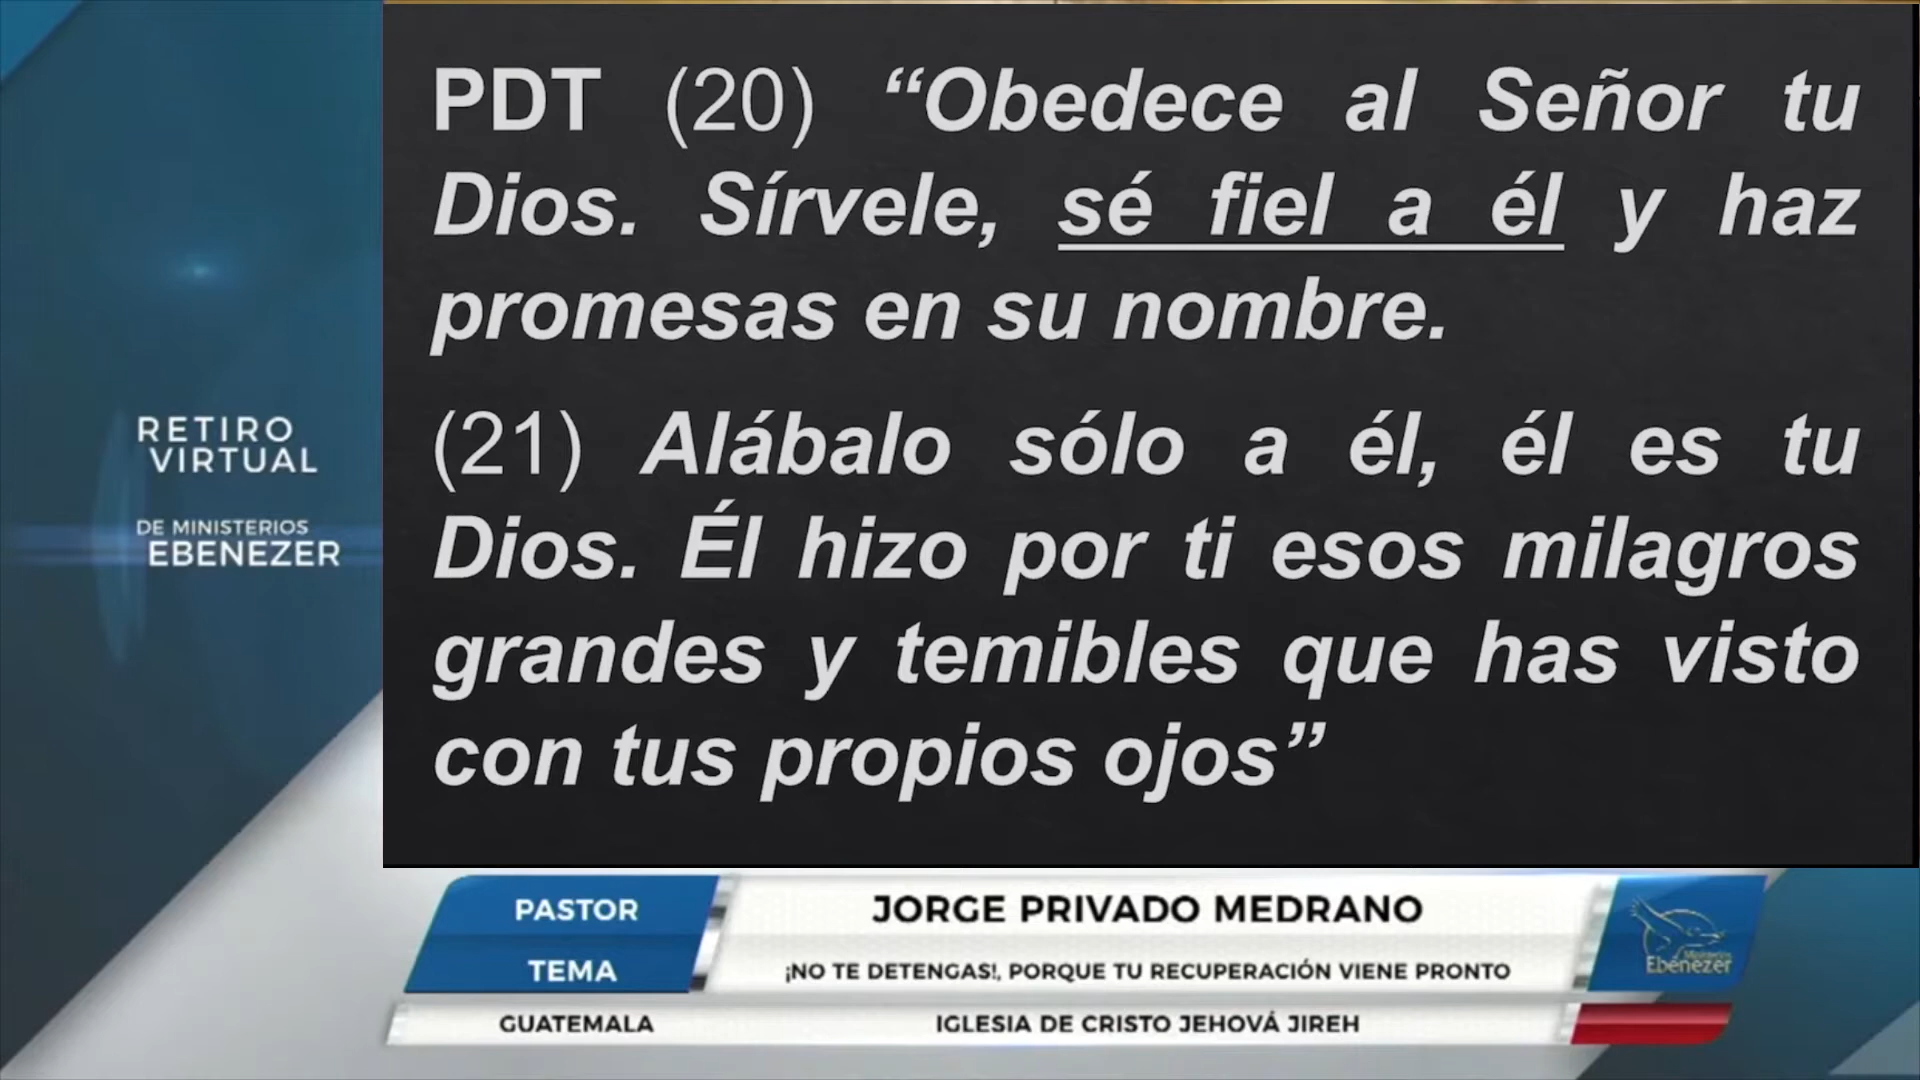 PDT (20) “Obedece al Señor tu
Dios. Sírvele, sé fiel a él y haz
promesas en su nombre.
(21) Alábalo sólo a él, él es tu
Dios. Él hizo por ti esos milagros
grandes y temibles que has visto
con tus propios ojos”
RETIRO
VIRTUAL
DE MINISTERIOS
EBENEZER
PASTOR
JORGE PRIVADO MEDRANO
TEMA
¡NO TE DETENGAS!, PORQUE TU RECUPERACIÓN VIENE PRONTO
GUATEMALA
IGLESIA DE CRISTO JEHOVÁ JIREH
Ministerios
Ebenezer